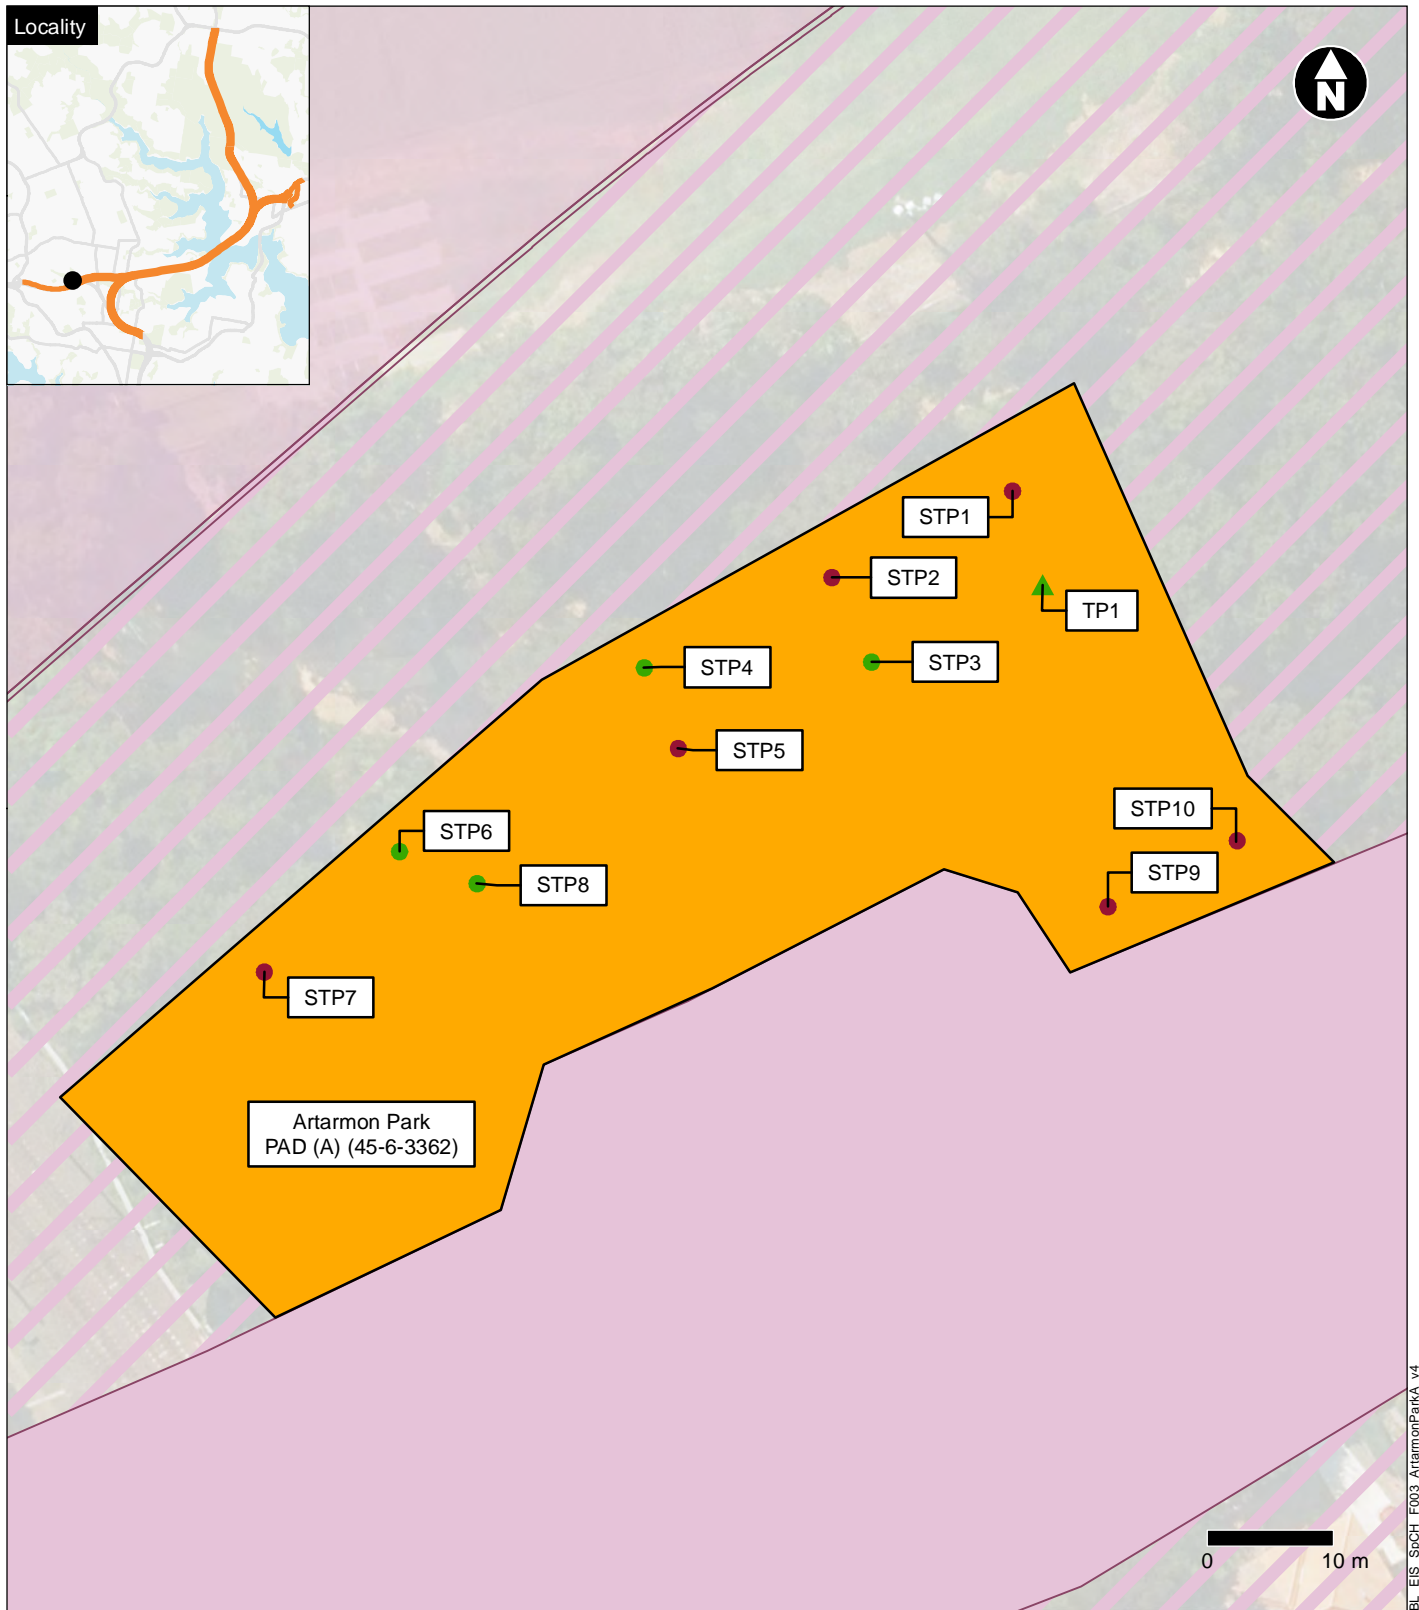 Locality
N
STP1
STP2
TP1
STP4
STP3
STP5
STP10
STP6
STP9
STP8
STP7
Artarmon Park
PAD (A) (45-6-3362)
0 10 m
BL_EIS_SpCH_F003_ArtarmonParkA_v4